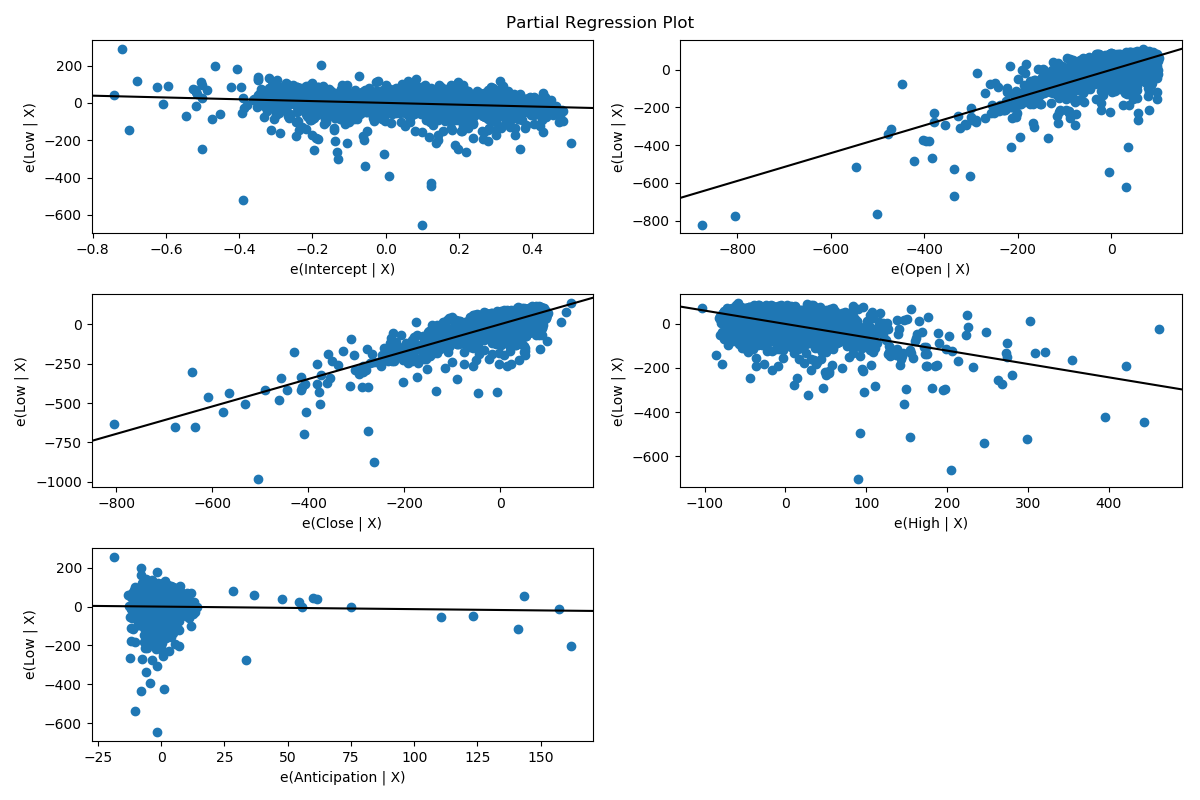 Partial Regression Plot
e(Low | X)
200
0
−200
−400
−600
−0.8 −0.6 −0.4 −0.2 0.0 0.2 0.4
e(Intercept | X)
e(Low | X)
0
−200
−400
−600
−800
−800 −600 −400 −200 0
e(Open | X)
e(Low | X)
0
−250
−500
−750
−1000
−800 −600 −400 −200 0
e(Close | X)
e(Low | X)
0
−200
−400
−600
−100 0 100 200 300 400
e(High | X)
e(Low | X)
200
0
−200
−400
−600
−25 0 25 50 75 100 125 150
e(Anticipation | X)